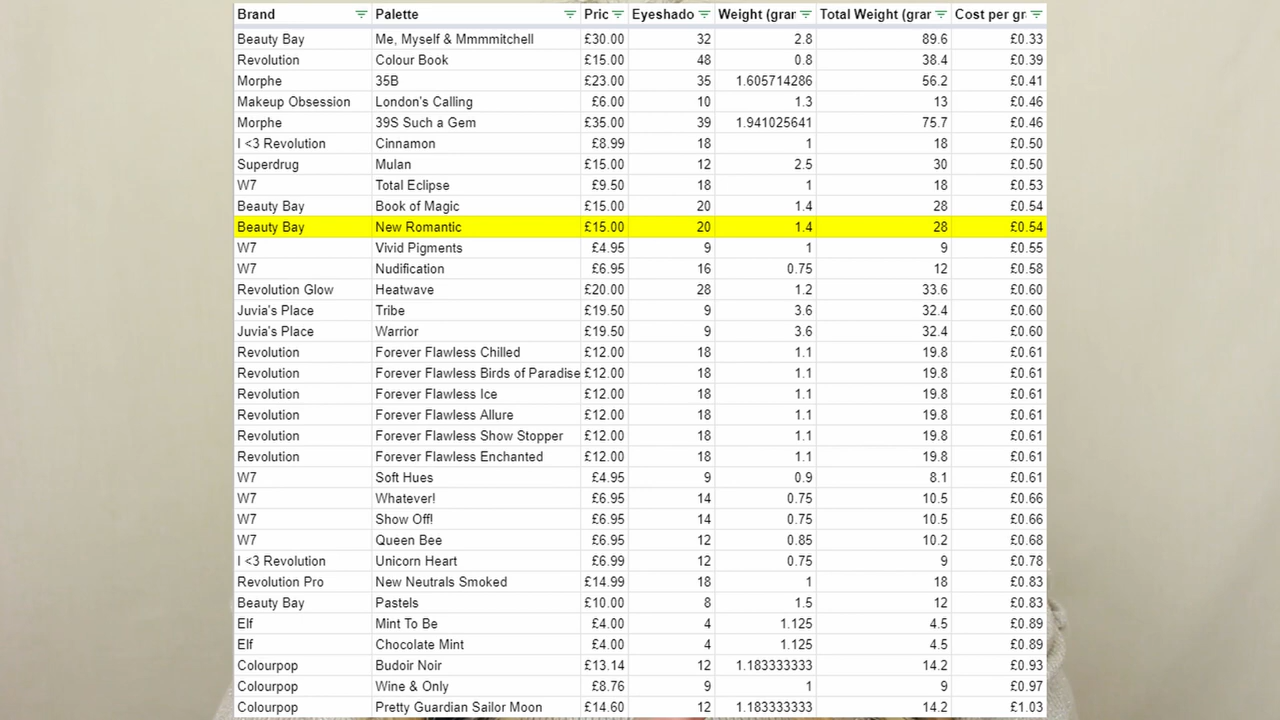 Brand Palette Pric Eyeshado Weight (grar Total Weight (grar Cost per gr
Beauty Bay Me, Myself & Mmmmitchell £30.00 32 2.8 89.6 £0.33
Revolution Colour Book £15.00 48 0.8 38.4 £0.39
Morphe 35B £23.00 35 1.605714286 56.2 £0.41
Makeup Obsession London's Calling £6.00 10 1.3 13 £0.46
Morphe 39S Such a Gem £35.00 39 1.941025641 75.7 £0.46
I <3 Revolution Cinnamon £8.99 18 1 18 £0.50
Superdrug Mulan £15.00 12 2.5 30 £0.50
W7 Total Eclipse £9.50 18 1 18 £0.53
Beauty Bay Book of Magic £15.00 20 1.4 28 £0.54
Beauty Bay New Romantic £15.00 20 1.4 28 £0.54
W7 Vivid Pigments £4.95 9 1 9 £0.55
W7 Nudification £6.95 16 0.75 12 £0.58
Revolution Glow Heatwave £20.00 28 1.2 33.6 £0.60
Juvia's Place Tribe £19.50 9 3.6 32.4 £0.60
Juvia's Place Warrior £19.50 9 3.6 32.4 £0.60
Revolution Forever Flawless Chilled £12.00 18 1.1 19.8 £0.61
Revolution Forever Flawless Birds of Paradise £12.00 18 1.1 19.8 £0.61
Revolution Forever Flawless Ice £12.00 18 1.1 19.8 £0.61
Revolution Forever Flawless Allure £12.00 18 1.1 19.8 £0.61
Revolution Forever Flawless Show Stopper £12.00 18 1.1 19.8 £0.61
Revolution Forever Flawless Enchanted £12.00 18 1.1 19.8 £0.61
W7 Soft Hues £4.95 9 0.9 8.1 £0.61
W7 Whatever! £6.95 14 0.75 10.5 £0.66
W7 Show Off! £6.95 14 0.75 10.5 £0.66
W7 Queen Bee £6.95 12 0.85 10.2 £0.68
I <3 Revolution Unicorn Heart £6.99 12 0.75 9 £0.78
Revolution Pro New Neutrals Smoked £14.99 18 1 18 £0.83
Beauty Bay Pastels £10.00 8 1.5 12 £0.83
Elf Mint To Be £4.00 4 1.125 4.5 £0.89
Elf Chocolate Mint £4.00 4 1.125 4.5 £0.89
Colourpop Budoir Noir £13.14 12 1.183333333 14.2 £0.93
Colourpop Wine & Only £8.76 9 1 9 £0.97
Colourpop Pretty Guardian Sailor Moon £14.60 12 1.183333333 14.2 £1.03